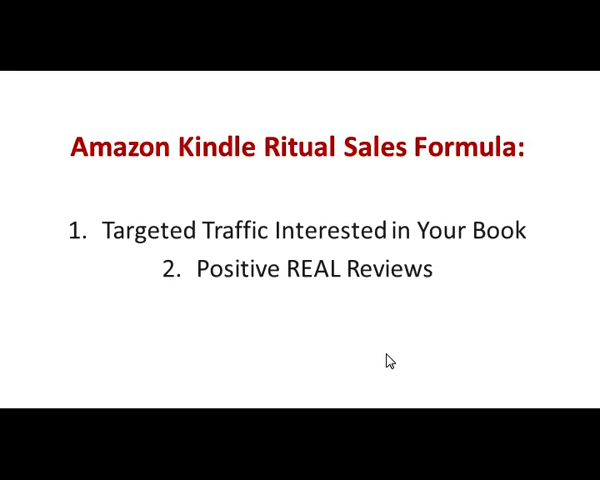 Amazon Kindle Ritual Sales Formula:
1. Targeted Traffic Interested in Your Book
2. Positive REAL Reviews